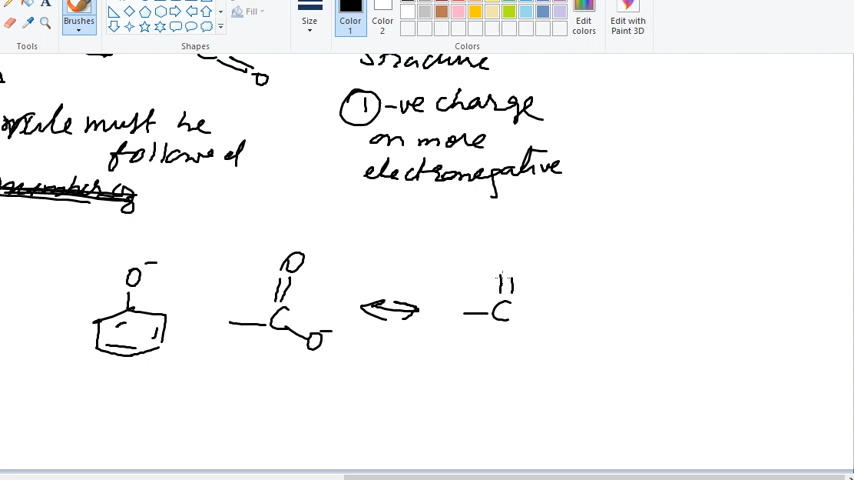 Brushes
Size
Color
1
Color
2
Fill
Edit
colors
Edit with
Paint 3D
Tools
Shapes
Colors
O
structure
① -ve charge
on more
electronegative
rule must be
followed
O-
O
C
O-
-C